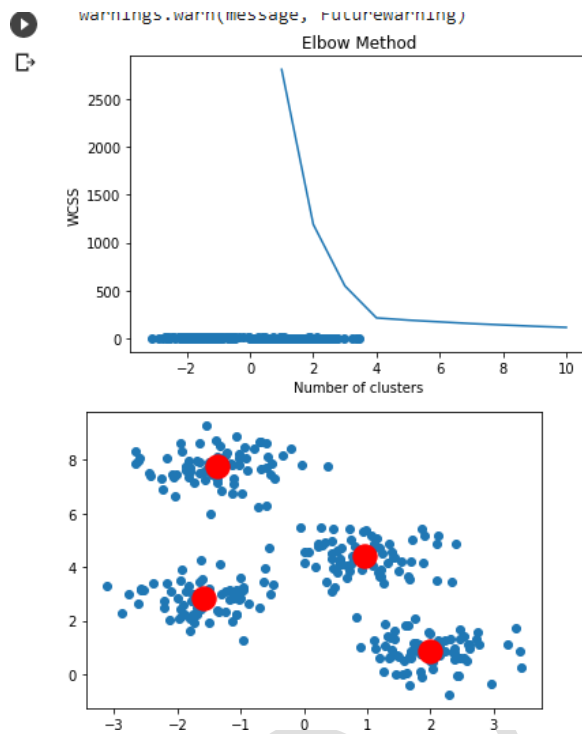 warnings.warn(message, FutureWarning)
Elbow Method
2500
2000
1500
1000
500
0
WCSS
−2 0 2 4 6 8 10
Number of clusters
8
6
4
2
0
−3 −2 −1 0 1 2 3